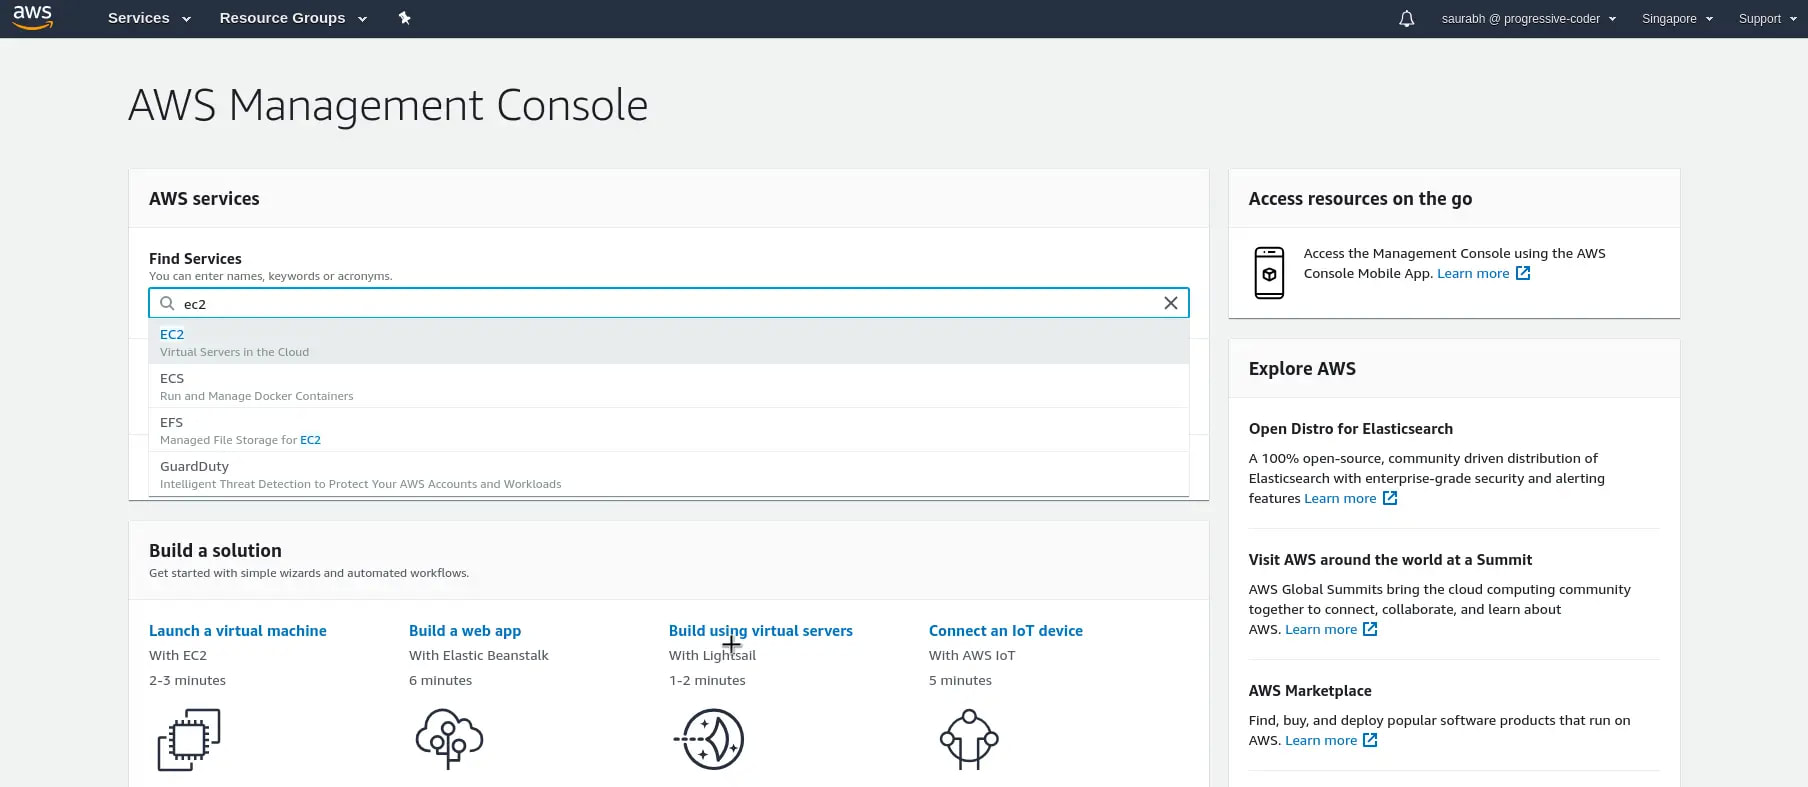 aws
Services
Resource Groups
saurabh @ progressive-coder
Singapore
Support
AWS Management Console
AWS services
Find Services
You can enter names, keywords or acronyms.
ec2
EC2
Virtual Servers in the Cloud
ECS
Run and Manage Docker Containers
EFS
Managed File Storage for EC2
GuardDuty
Intelligent Threat Detection to Protect Your AWS Accounts and Workloads
Build a solution
Get started with simple wizards and automated workflows.
Launch a virtual machine
With EC2
2-3 minutes
Build a web app
With Elastic Beanstalk
6 minutes
Build using virtual servers
With Lightsail
1-2 minutes
Connect an IoT device
With AWS IoT
5 minutes
Access resources on the go
Access the Management Console using the AWS
Console Mobile App. Learn more
Explore AWS
Open Distro for Elasticsearch
A 100% open-source, community driven distribution of
Elasticsearch with enterprise-grade security and alerting
features Learn more
Visit AWS around the world at a Summit
AWS Global Summits bring the cloud computing community
together to connect, collaborate, and learn about
AWS. Learn more
AWS Marketplace
Find, buy, and deploy popular software products that run on
AWS. Learn more